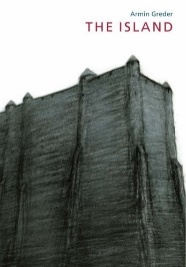 Armin Greder
THE ISLAND